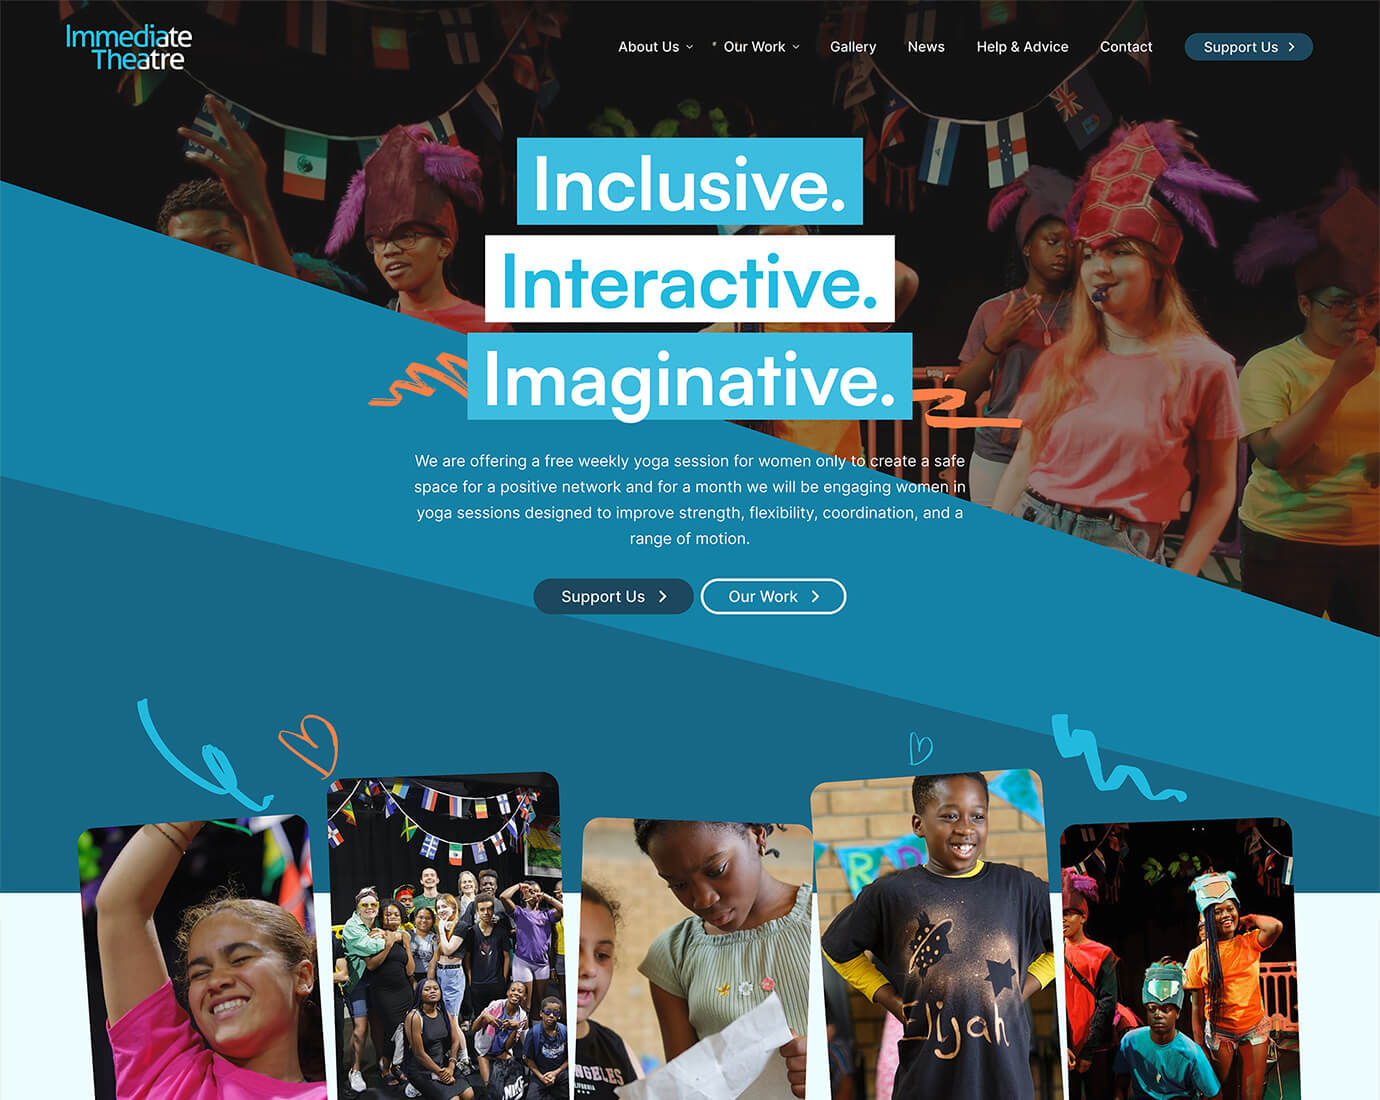 Immediate
Theatre
About Us
Our Work
Gallery
News
Help & Advice
Contact
Support Us
Inclusive.
Interactive.
Imaginative.
We are offering a free weekly yoga session for women only to create a safe
space for a positive network and for a month we will be engaging women in
yoga sessions designed to improve strength, flexibility, coordination, and a
range of motion.
Support Us
Our Work
RD
Elijah